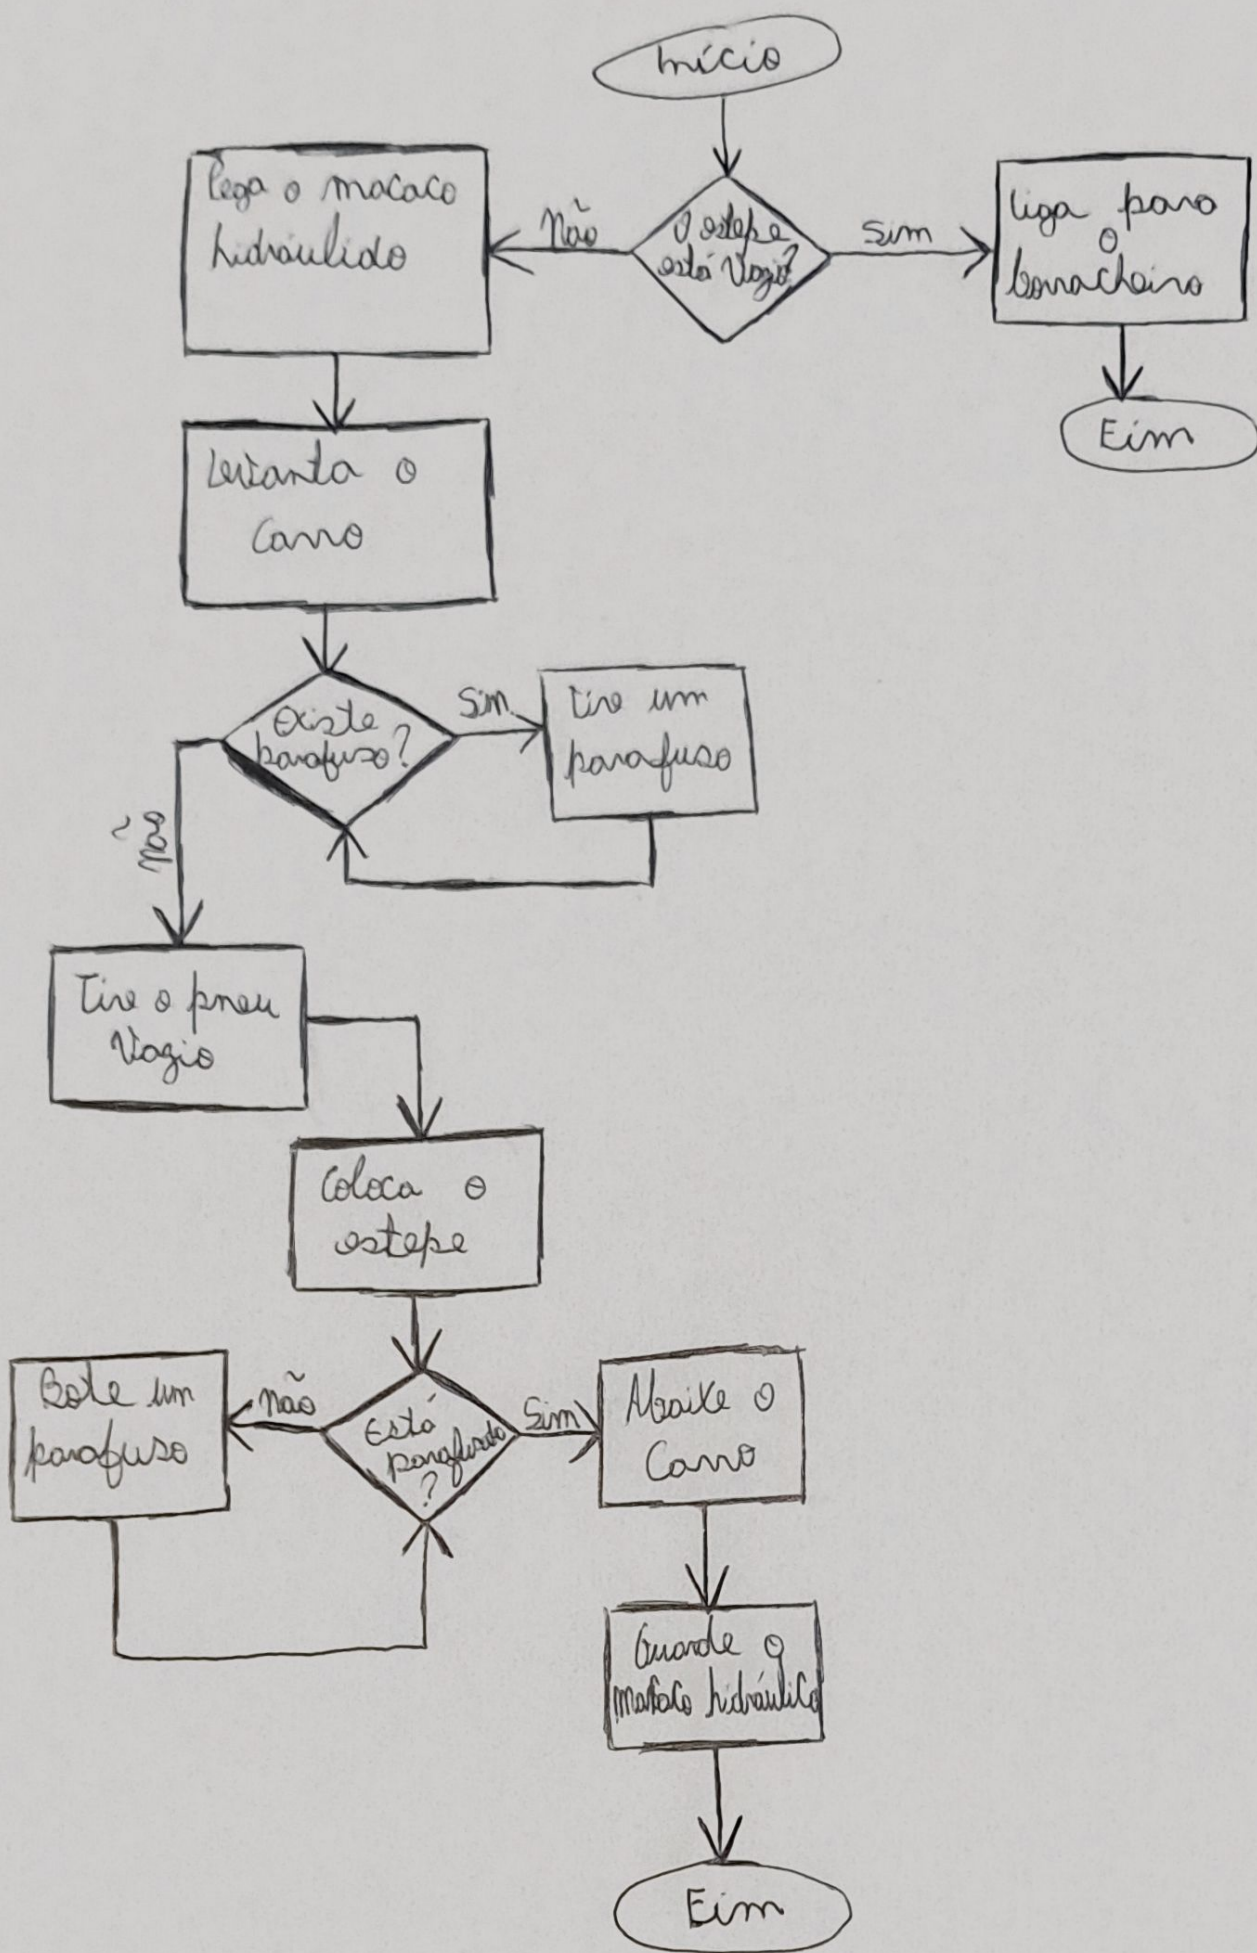 Início
Pega o macaco
hidráulido
Não
O estepe
está Vazio?
Sim
liga para
o
borracheiro
Fim
Levanta o
Carro
Existe
parafuso?
Sim
Tire um
parafuso
Não
Tire o pneu
Vazio
Coloca o
estepe
Bote um
parafuso
Não
Está
parafusado
?
Sim
Abaixe o
Carro
Guarde o
macaco hidráulico
Fim